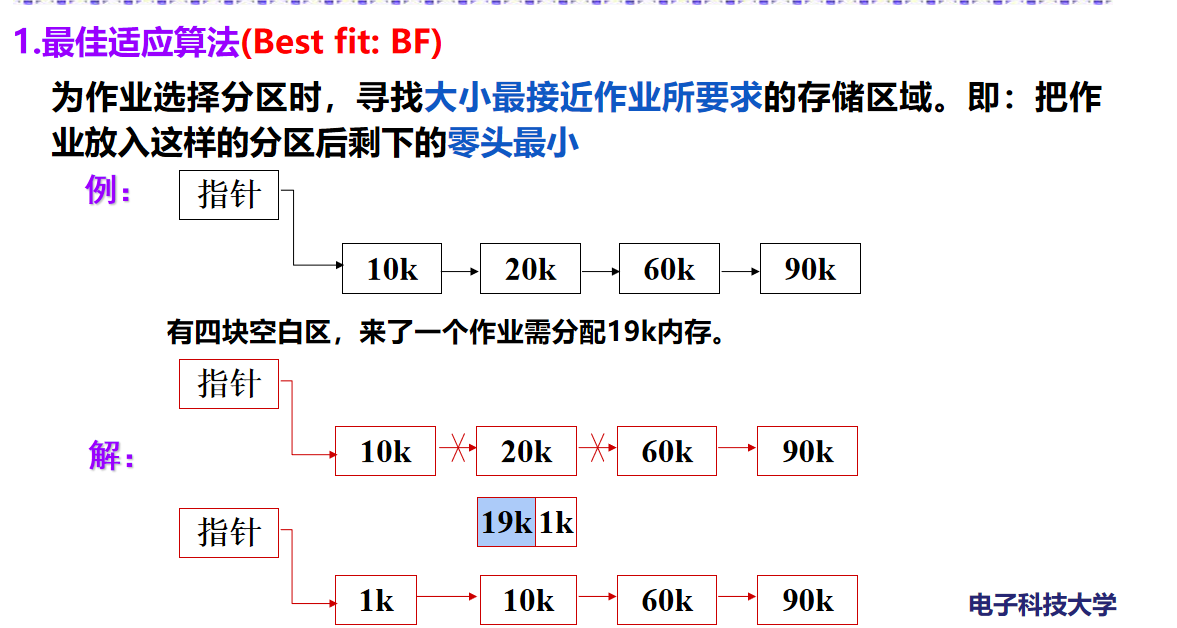 1.最佳适应算法(Best fit: BF)
为作业选择分区时，寻找大小最接近作业所要求的存储区域。即：把作
业放入这样的分区后剩下的零头最小
例：
指针
10k 20k 60k 90k
有四块空白区，来了一个作业需分配19k内存。
指针
解：
10k 20k 60k 90k
19k 1k
指针
1k 10k 60k 90k
电子科技大学